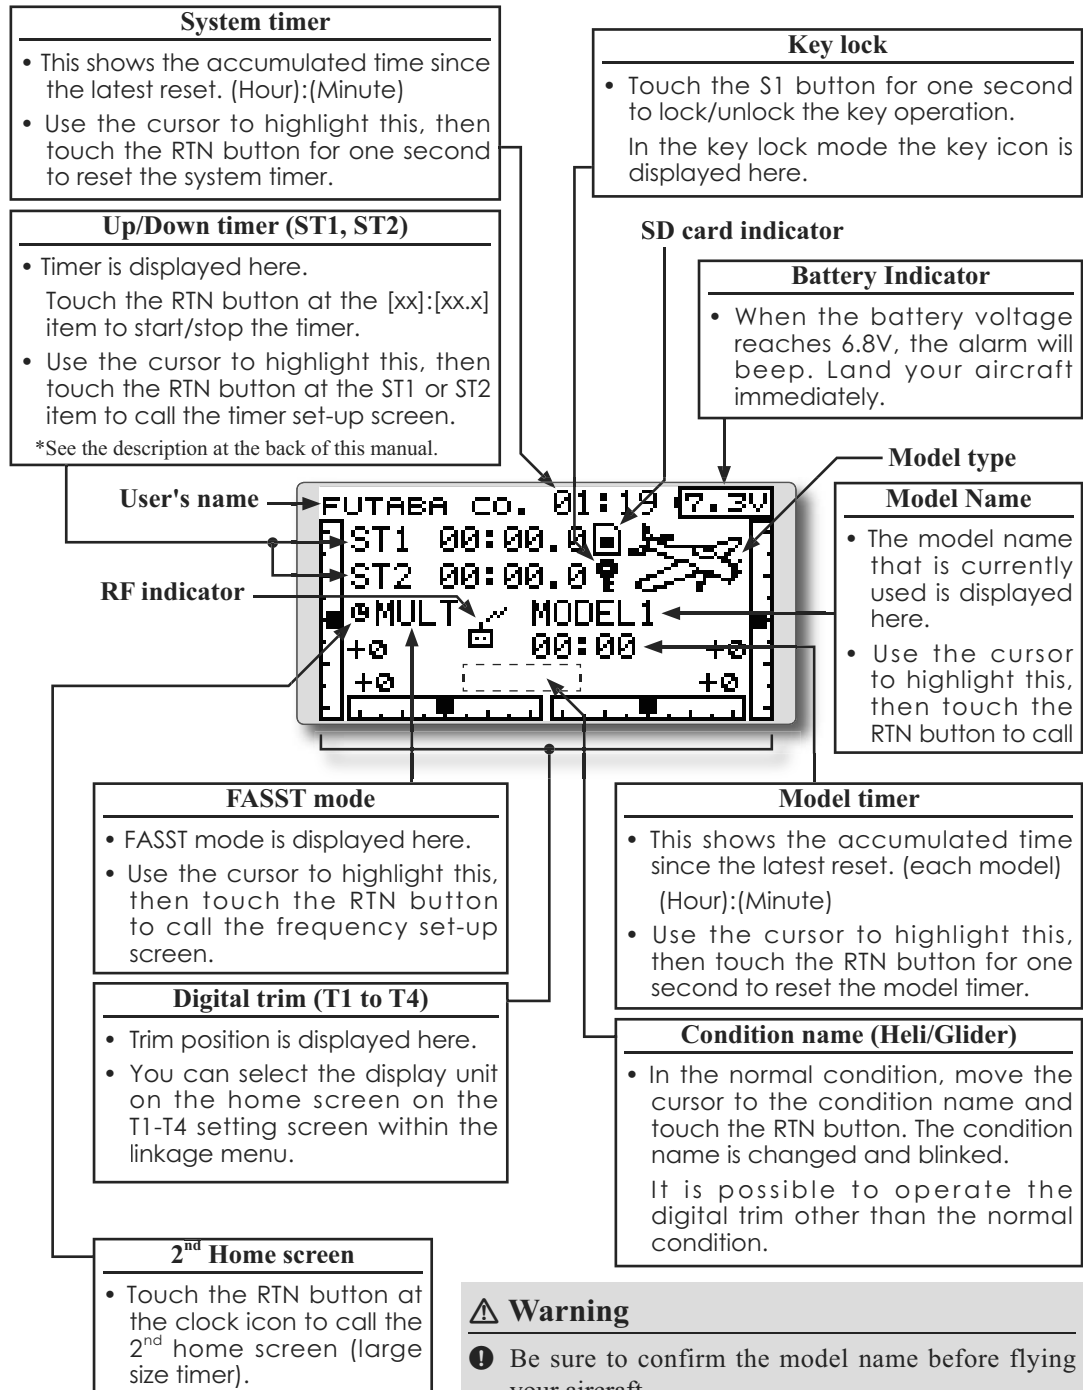 System timer
• This shows the accumulated time since
the latest reset. (Hour):(Minute)
• Use the cursor to highlight this, then
touch the RTN button for one second
to reset the system timer.
Key lock
• Touch the S1 button for one second
to lock/unlock the key operation.
In the key lock mode the key icon is
displayed here.
Up/Down timer (ST1, ST2)
• Timer is displayed here.
Touch the RTN button at the [xx]:[xx.x]
item to start/stop the timer.
• Use the cursor to highlight this, then
touch the RTN button at the ST1 or ST2
item to call the timer set-up screen.
*See the description at the back of this manual.
SD card indicator
Battery Indicator
• When the battery voltage
reaches 6.8V, the alarm will
beep. Land your aircraft
immediately.
Model type
User's name
RF indicator
FUTABA CO. 01:19 7.3V
ST1 00:00.0
ST2 00:00.0
MULT MODEL1
00:00
+0 +0
+0 +0
Model Name
• The model name
that is currently
used is displayed
here.
• Use the cursor
to highlight this,
then touch the
RTN button to call
FASST mode
• FASST mode is displayed here.
• Use the cursor to highlight this,
then touch the RTN button
to call the frequency set-up
screen.
Model timer
• This shows the accumulated time
since the latest reset. (each model)
(Hour):(Minute)
• Use the cursor to highlight this,
then touch the RTN button for one
second to reset the model timer.
Digital trim (T1 to T4)
• Trim position is displayed here.
• You can select the display unit
on the home screen on the
T1-T4 setting screen within the
linkage menu.
Condition name (Heli/Glider)
• In the normal condition, move the
cursor to the condition name and
touch the RTN button. The condition
name is changed and blinked.
It is possible to operate the
digital trim other than the normal
condition.
2nd Home screen
• Touch the RTN button at
the clock icon to call the
2nd home screen (large
size timer).
Warning
Be sure to confirm the model name before flying
your aircraft.